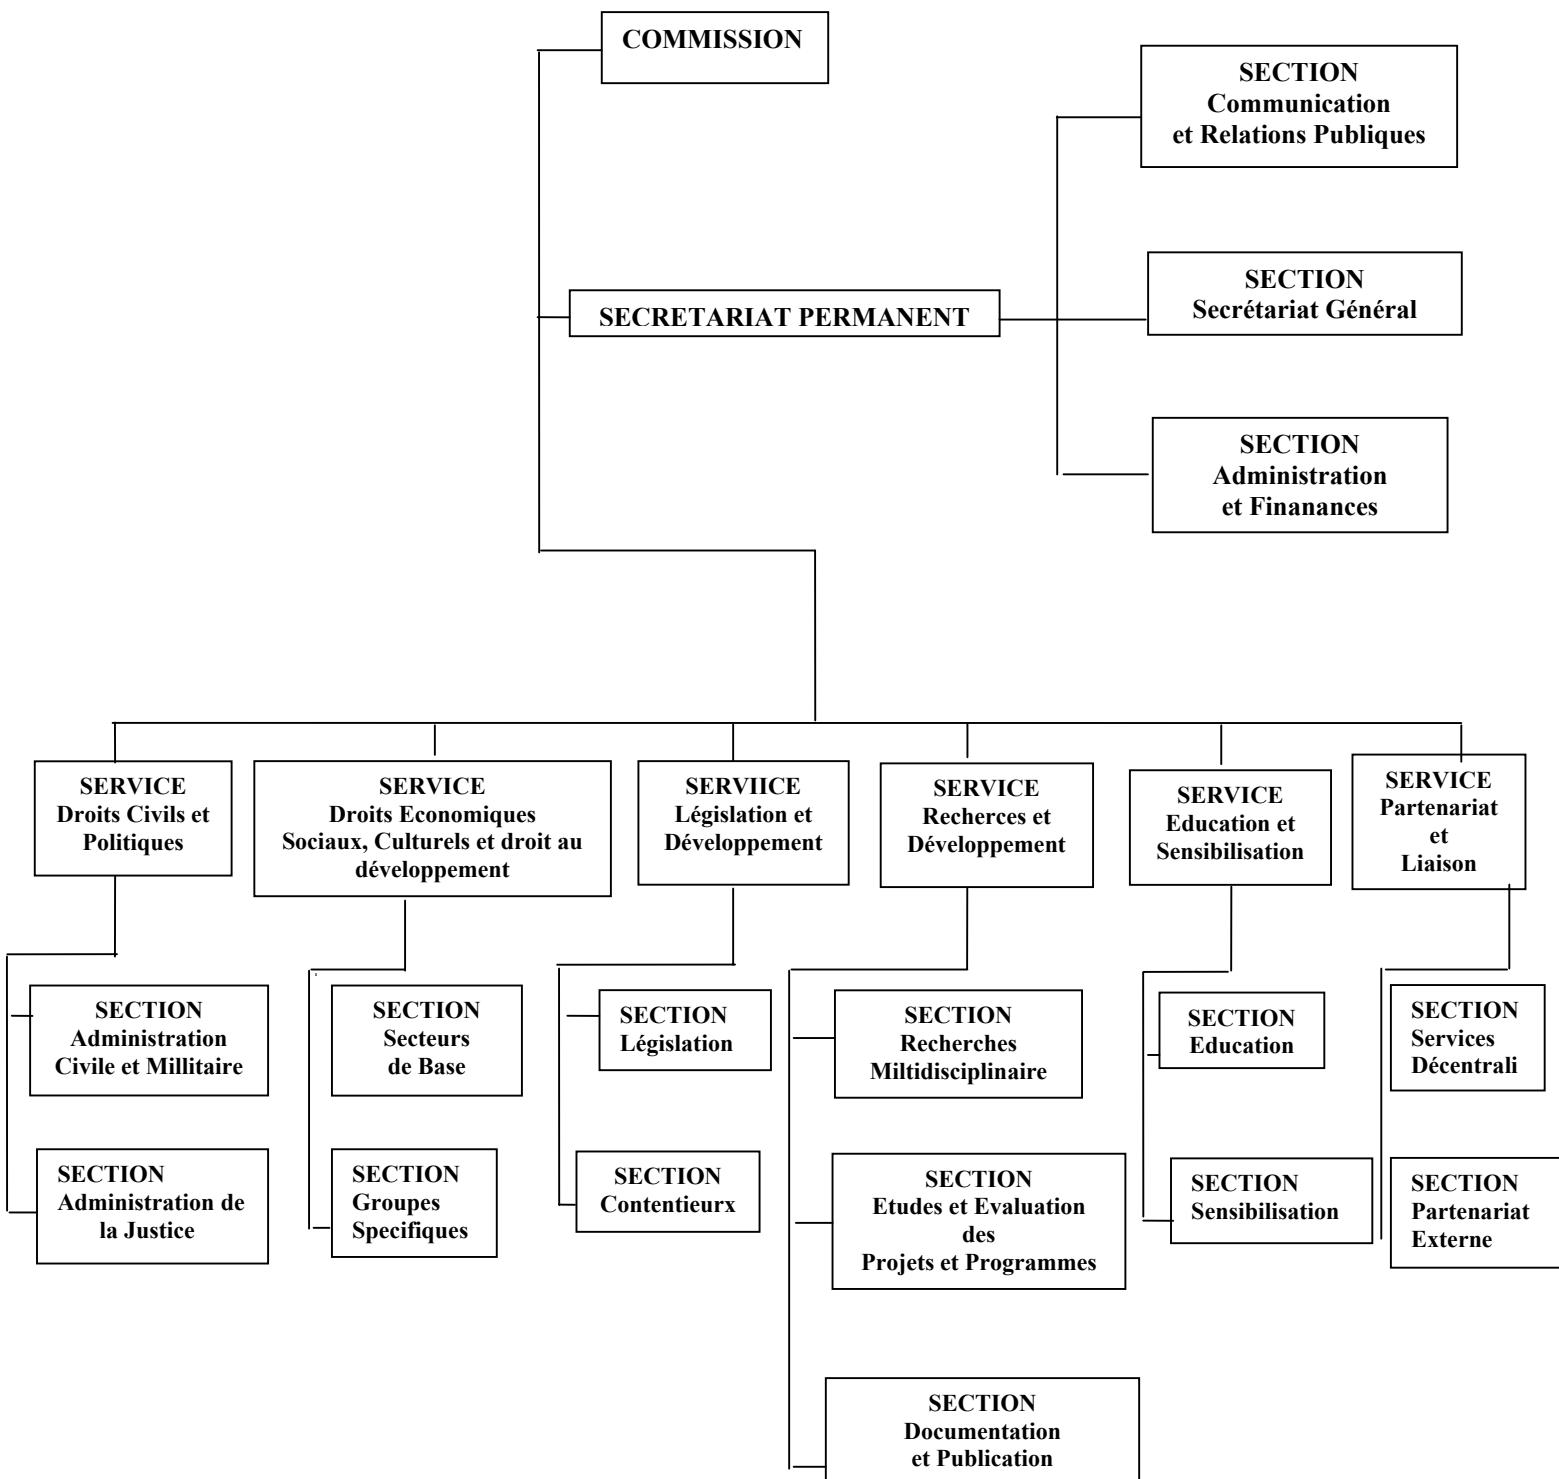 COMMISSION
SECTION
Communication
et Relations Publiques
SECRETARIAT PERMANENT
SECTION
Secrétariat Général
SECTION
Administration
et Finanances
SERVICE
Droits Civils et
Politiques
SERVICE
Droits Economiques
Sociaux, Culturels et droit au
développement
SERVIICE
Législation et
Développement
SERVICE
Recherces et
Développement
SERVICE
Education et
Sensibilisation
SERVICE
Partenariat
et
Liaison
SECTION
Administration
Civile et Millitaire
SECTION
Secteurs
de Base
SECTION
Législation
SECTION
Recherches
Miltidisciplinaire
SECTION
Education
SECTION
Services
Décentrali
SECTION
Administration de
la Justice
SECTION
Groupes
Specifiques
SECTION
Contentieurx
SECTION
Etudes et Evaluation
des
Projets et Programmes
SECTION
Sensibilisation
SECTION
Partenariat
Externe
SECTION
Documentation
et Publication